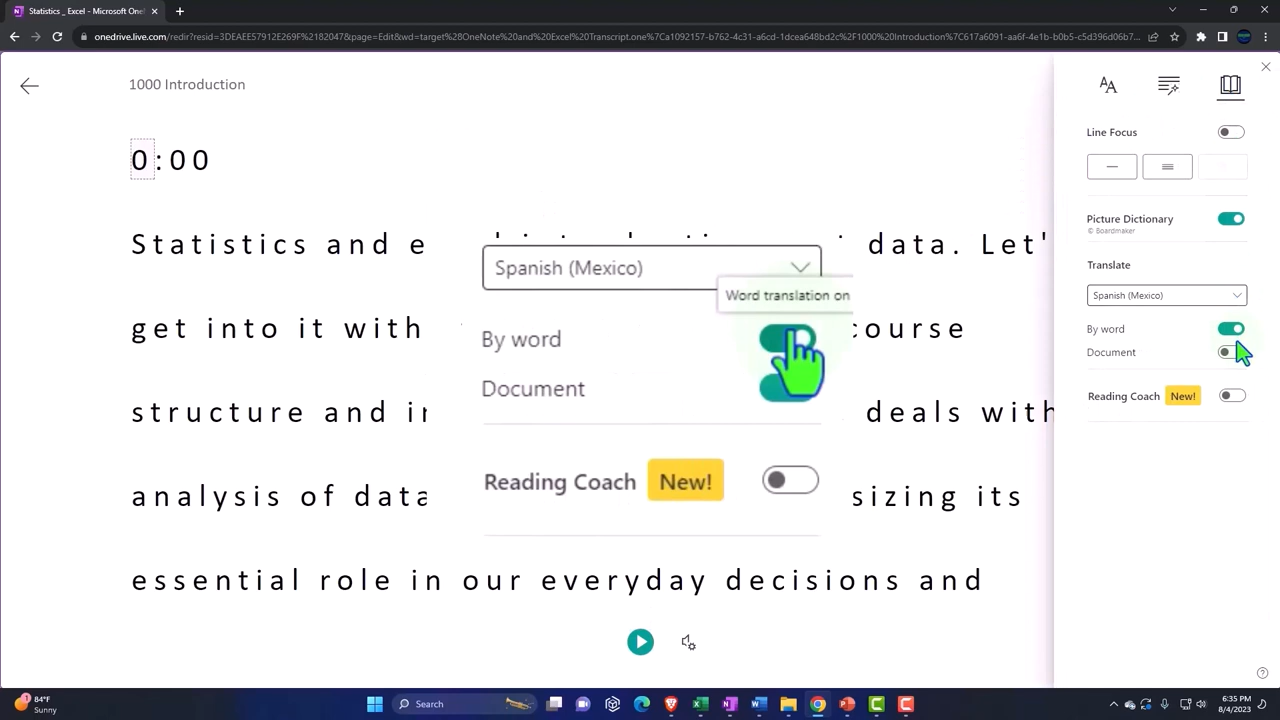 Statistics _ Excel - Microsoft One
onedrive.live.com/redir?resid=3DEAEE57912E269F%2182047&page=Edit&wd=target%28OneNote%20and%20Excel%20Transcript.one%7Ca1092157-b762-4c31-a6cd-1dcea648bd2c%2F1000%20Introduction%7C617a6091-aa6f-4e1b-b0b5-c5d396d06b7...
1000 Introduction
0:00
Statistics and e data. Let'
get into it with course
structure and deals with
analysis of data sizing its
essential role in our everyday decisions and
Spanish (Mexico)
Word translation on
By word
Document
Reading Coach New!
Line Focus
Picture Dictionary
© Boardmaker
Translate
Spanish (Mexico)
By word
Document
Reading Coach New!
84°F
Sunny
Search
6:35 PM
8/4/2023